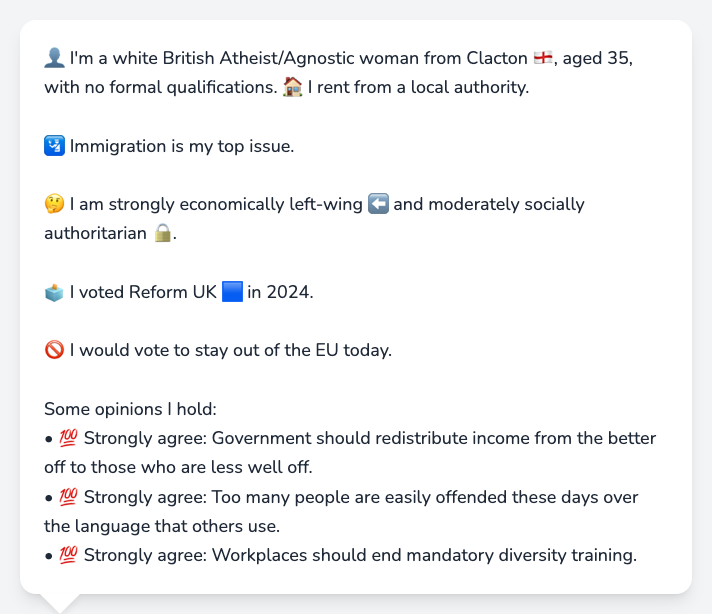 👤 I'm a white British Atheist/Agnostic woman from Clacton 🏴󠁧󠁢󠁥󠁮󠁧󠁿, aged 35,
with no formal qualifications. 🏠 I rent from a local authority.
🛂 Immigration is my top issue.
🤔 I am strongly economically left-wing ⬅️ and moderately socially
authoritarian 🔒.
🗳️ I voted Reform UK 🟦 in 2024.
🚫 I would vote to stay out of the EU today.
Some opinions I hold:
• 💯 Strongly agree: Government should redistribute income from the better
off to those who are less well off.
• 💯 Strongly agree: Too many people are easily offended these days over
the language that others use.
• 💯 Strongly agree: Workplaces should end mandatory diversity training.